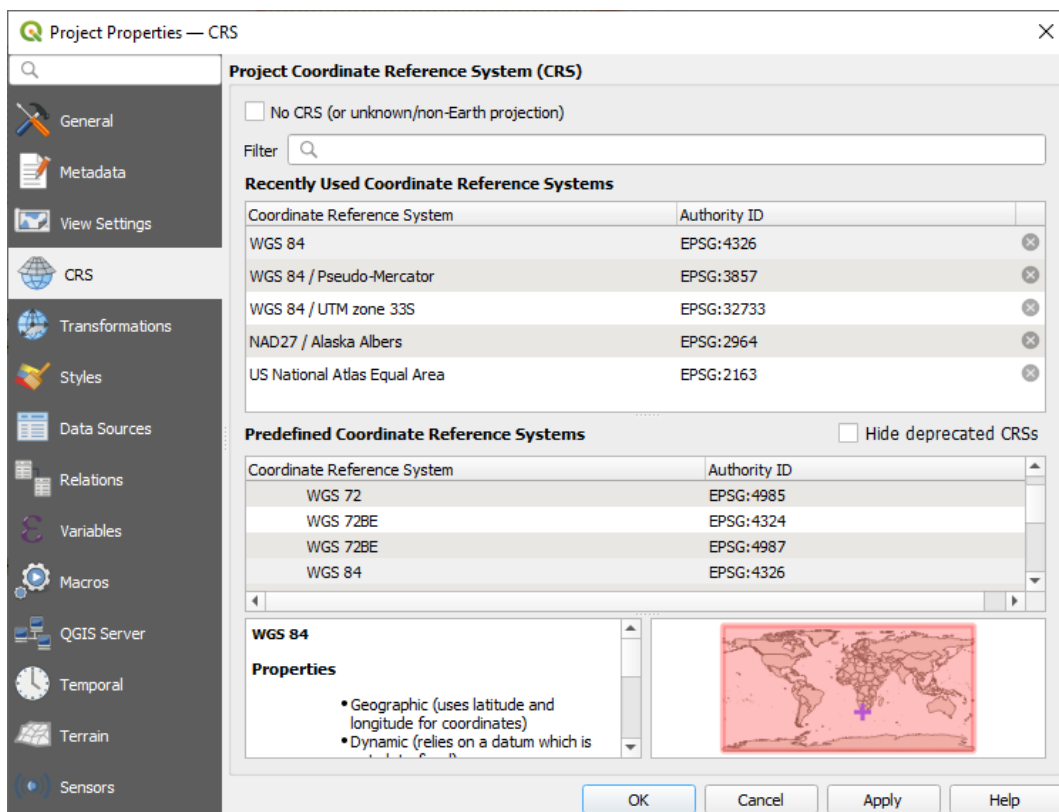 Project Properties — CRS
General
Metadata
View Settings
CRS
Transformations
Styles
Data Sources
Relations
Variables
Macros
QGIS Server
Temporal
Terrain
Sensors
Project Coordinate Reference System (CRS)
No CRS (or unknown/non-Earth projection)
Filter
Recently Used Coordinate Reference Systems
Coordinate Reference System Authority ID
WGS 84 EPSG:4326
WGS 84 / Pseudo-Mercator EPSG:3857
WGS 84 / UTM zone 33S EPSG:32733
NAD27 / Alaska Albers EPSG:2964
US National Atlas Equal Area EPSG:2163
Predefined Coordinate Reference Systems Hide deprecated CRSs
Coordinate Reference System Authority ID
WGS 72 EPSG:4985
WGS 72BE EPSG:4324
WGS 72BE EPSG:4987
WGS 84 EPSG:4326
WGS 84
Properties
• Geographic (uses latitude and
longitude for coordinates)
• Dynamic (relies on a datum which is
OK Cancel Apply Help